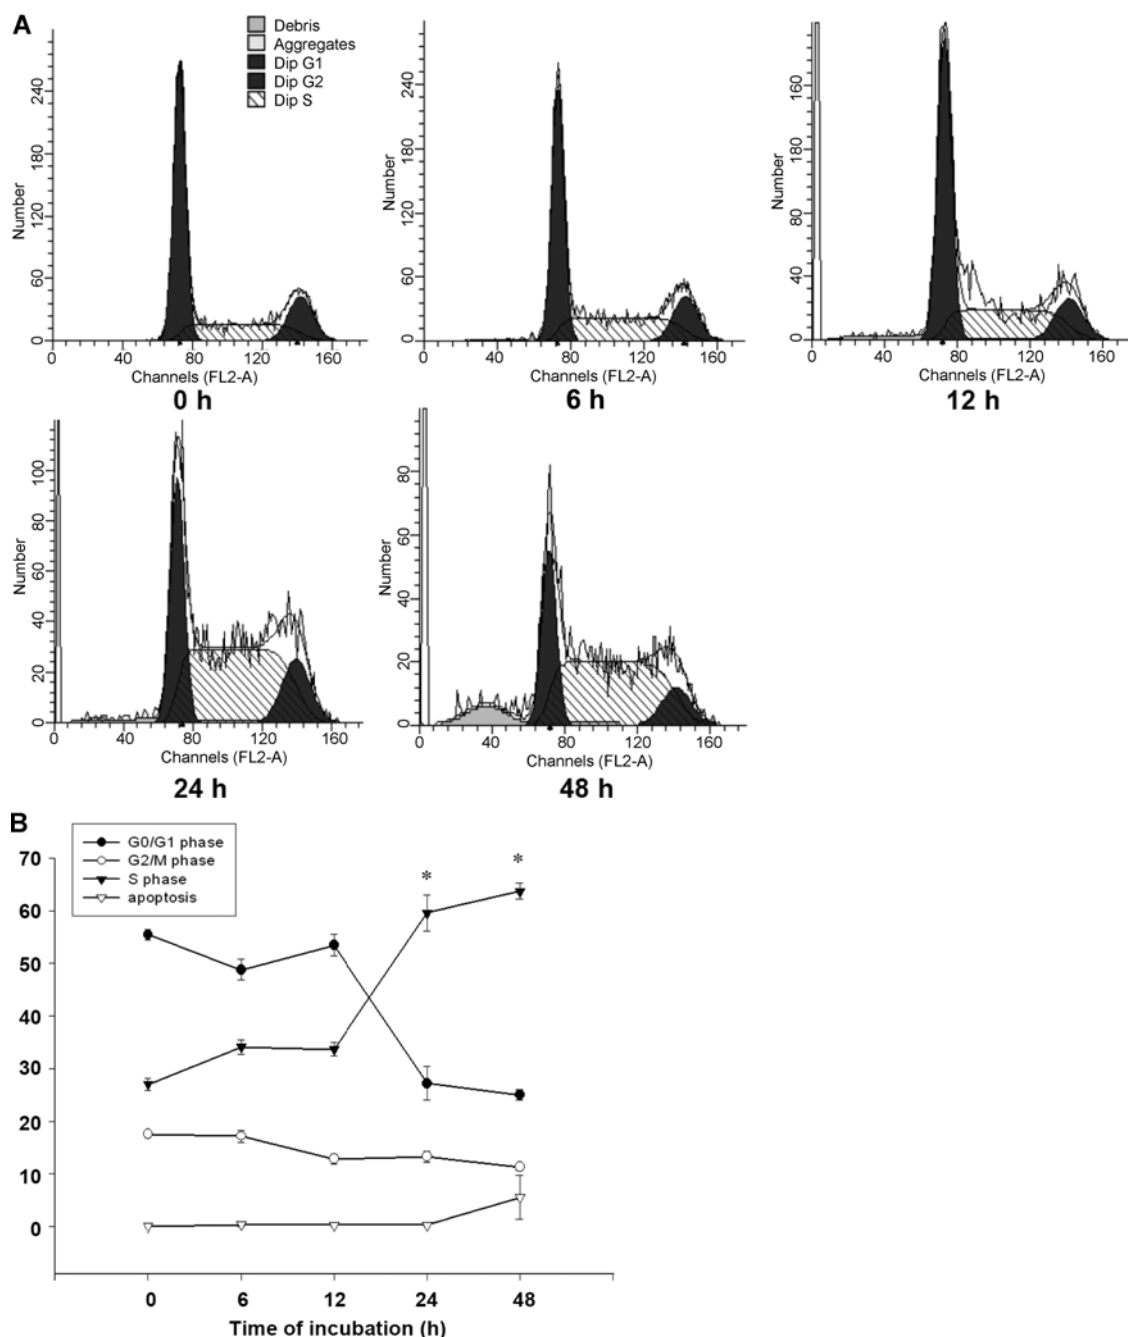 A
Debris
Aggregates
Dip G1
Dip G2
Dip S
Number
0 60 120 180 240
0 40 80 120 160
Channels (FL2-A)
0 h
Number
0 60 120 180 240
0 40 80 120 160
Channels (FL2-A)
6 h
Number
0 40 80 180 160
0 40 80 120 160
Channels (FL2-A)
12 h
Number
0 20 40 60 80 100
0 40 80 120 160
Channels (FL2-A)
24 h
Number
0 20 40 60 80
0 40 80 120 160
Channels (FL2-A)
48 h
B
G0/G1 phase
G2/M phase
S phase
apoptosis
70
60
50
40
30
20
10
0
* *
0 6 12 24 48
Time of incubation (h)